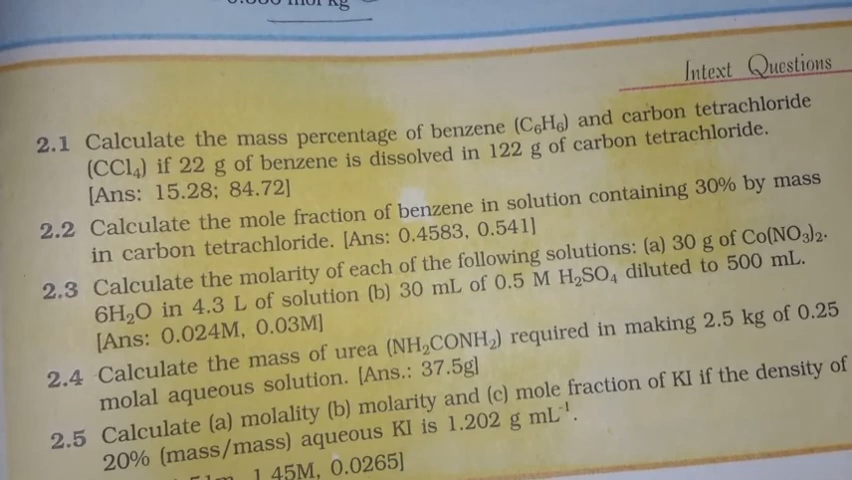 mol kg
Intext Questions
2.1 Calculate the mass percentage of benzene (C₆H₆) and carbon tetrachloride
(CCl₄) if 22 g of benzene is dissolved in 122 g of carbon tetrachloride.
[Ans: 15.28; 84.72]
2.2 Calculate the mole fraction of benzene in solution containing 30% by mass
in carbon tetrachloride. [Ans: 0.4583, 0.541]
2.3 Calculate the molarity of each of the following solutions: (a) 30 g of Co(NO₃)₂.
6H₂O in 4.3 L of solution (b) 30 mL of 0.5 M H₂SO₄ diluted to 500 mL.
[Ans: 0.024M, 0.03M]
2.4 Calculate the mass of urea (NH₂CONH₂) required in making 2.5 kg of 0.25
molal aqueous solution. [Ans.: 37.5g]
2.5 Calculate (a) molality (b) molarity and (c) mole fraction of KI if the density of
20% (mass/mass) aqueous KI is 1.202 g mL⁻¹.
1.45M, 0.0265]